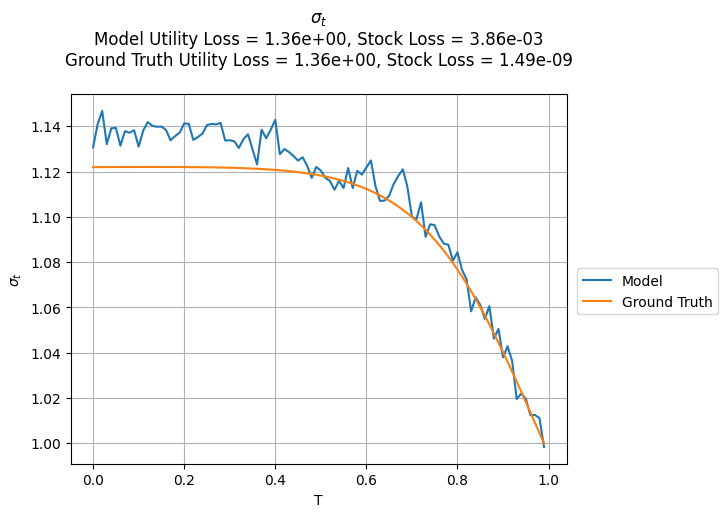 σt
Model Utility Loss = 1.36e+00, Stock Loss = 3.86e-03
Ground Truth Utility Loss = 1.36e+00, Stock Loss = 1.49e-09
1.14
1.12
1.10
1.08
1.06
1.04
1.02
1.00
σt
0.0 0.2 0.4 0.6 0.8 1.0
T
Model
Ground Truth